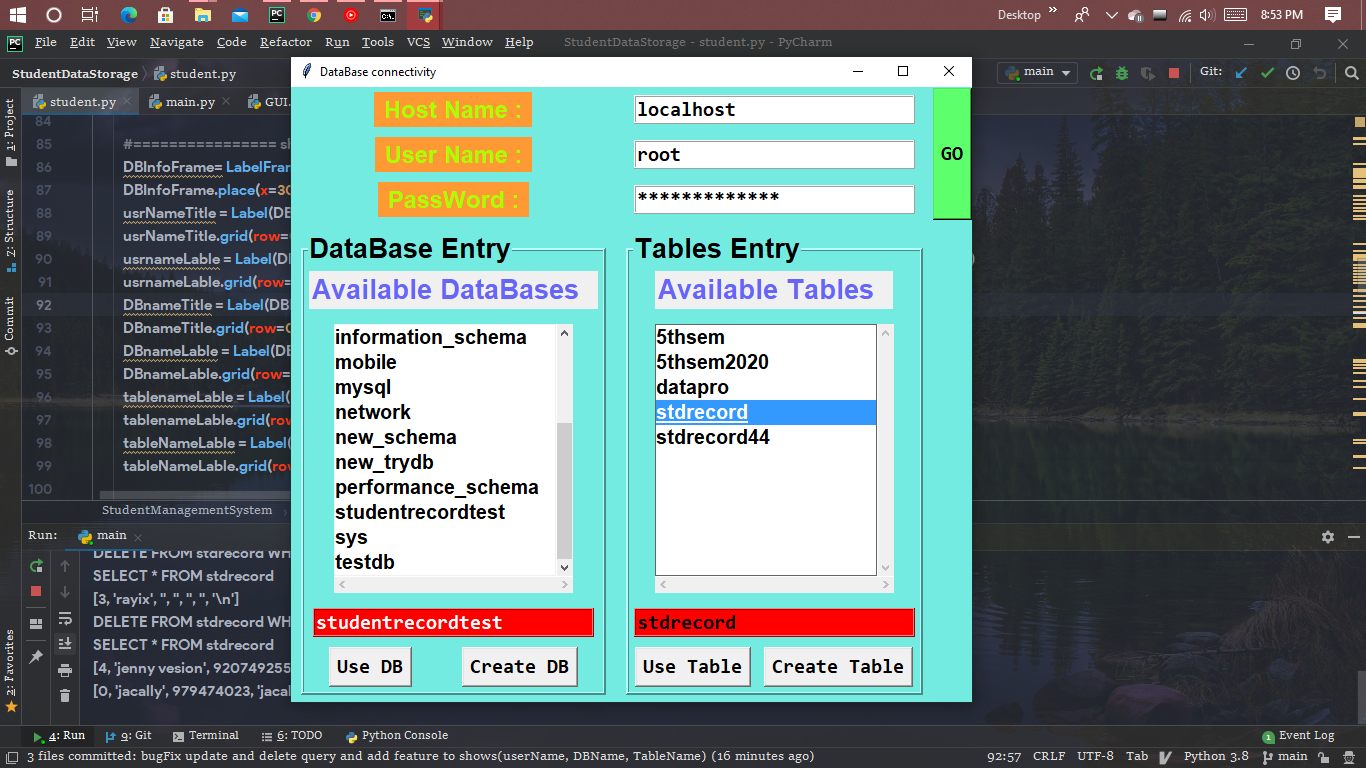 Desktop
8:53 PM
File Edit View Navigate Code Refactor Run Tools VCS Window Help StudentDataStorage - student.py - PyCharm
StudentDataStorage student.py
main Git:
student.py main.py GUI.
1: Project
Z: Structure
Commit
2: Favorites
84
85 #================ sh
86 DBInfoFrame= LabelFram
87 DBInfoFrame.place(x=30
88 usrNameTitle = Label(DB
89 usrNameTitle.grid(row=
90 usrnameLable = Label(DB
91 usrnameLable.grid(row=
92 DBnameTitle = Label(DBI
93 DBnameTitle.grid(row=0
94 DBnameLable = Label(DB
95 DBnameLable.grid(row=
96 tablenameLable = Label(
97 tablenameLable.grid(row
98 tableNameLable = Label(
99 tableNameLable.grid(row
100
StudentManagementSystem
DataBase connectivity
Host Name : localhost
User Name : root
PassWord : *************
GO
DataBase Entry
Available DataBases
information_schema
mobile
mysql
network
new_schema
new_trydb
performance_schema
studentrecordtest
sys
testdb
studentrecordtest
Use DB Create DB
Tables Entry
Available Tables
5thsem
5thsem2020
datapro
stdrecord
stdrecord44
stdrecord
Use Table Create Table
Run: main
DELETE FROM stdrecord WH
SELECT * FROM stdrecord
[3, 'rayix', '', '', '', '', '\n']
DELETE FROM stdrecord WH
SELECT * FROM stdrecord
[4, 'jenny vesion', 920749255
[0, 'jacally', 979474023, 'jacal
4: Run 9: Git Terminal 6: TODO Python Console Event Log
3 files committed: bugFix update and delete query and add feature to shows(userName, DBName, TableName) (16 minutes ago) 92:57 CRLF UTF-8 Tab Python 3.8 main